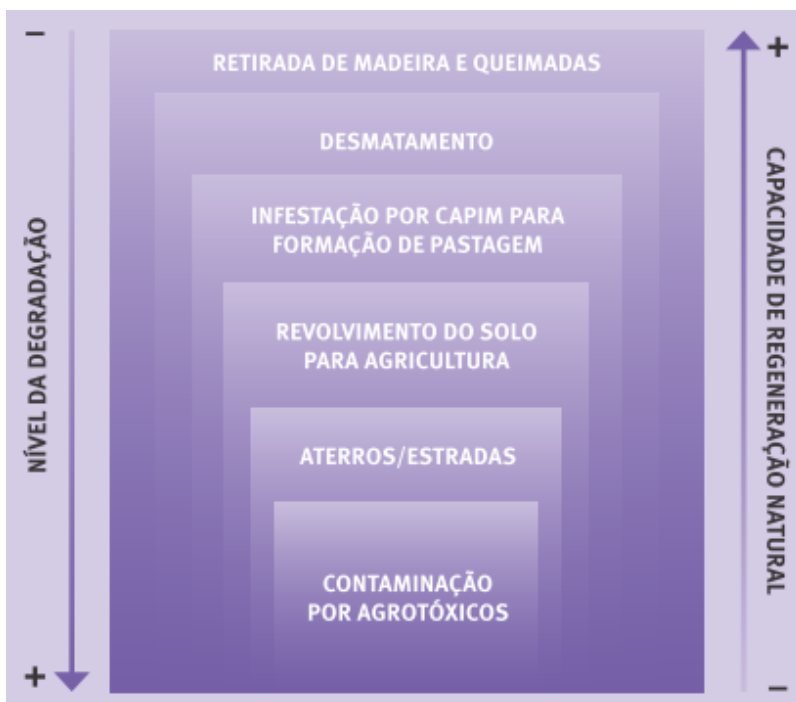 –
+
RETIRADA DE MADEIRA E QUEIMADAS
DESMATAMENTO
INFESTAÇÃO POR CAPIM PARA
FORMAÇÃO DE PASTAGEM
REVOLVIMENTO DO SOLO
PARA AGRICULTURA
ATERROS/ESTRADAS
CONTAMINAÇÃO
POR AGROTÓXICOS
NÍVEL DA DEGRADAÇÃO
CAPACIDADE DE REGENERAÇÃO NATURAL
+
–